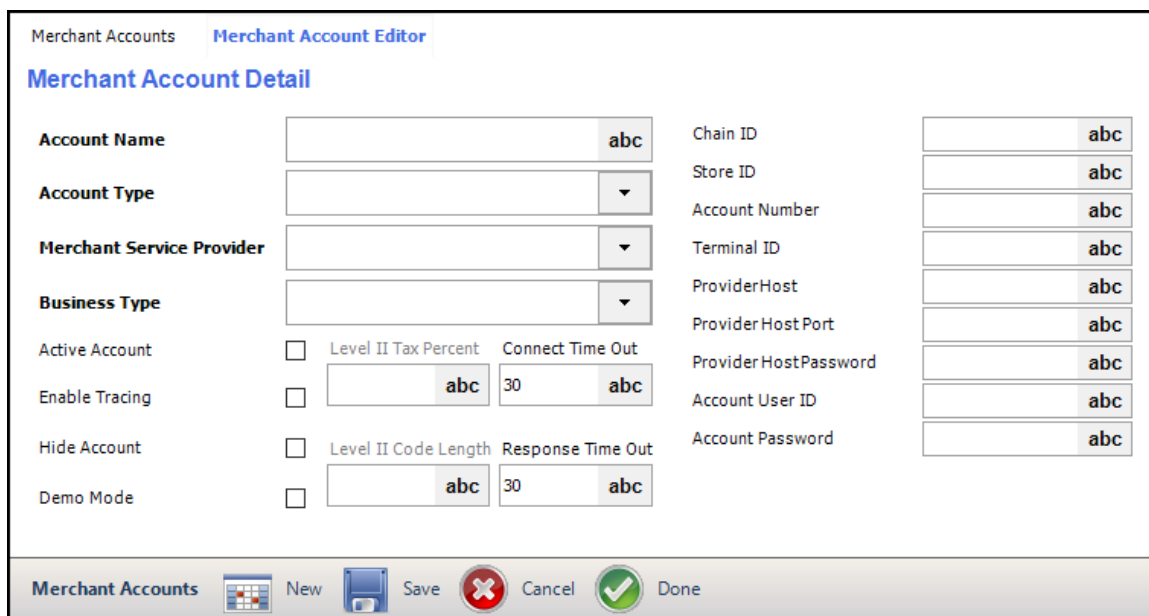 Merchant Accounts Merchant Account Editor
Merchant Account Detail
Account Name abc
Account Type
Merchant Service Provider
Business Type
Active Account Level II Tax Percent Connect Time Out
abc 30 abc
Enable Tracing
Hide Account Level II Code Length Response Time Out
abc 30 abc
Demo Mode
Chain ID abc
Store ID abc
Account Number abc
Terminal ID abc
ProviderHost abc
Provider Host Port abc
Provider HostPassword abc
Account User ID abc
Account Password abc
Merchant Accounts New Save Cancel Done